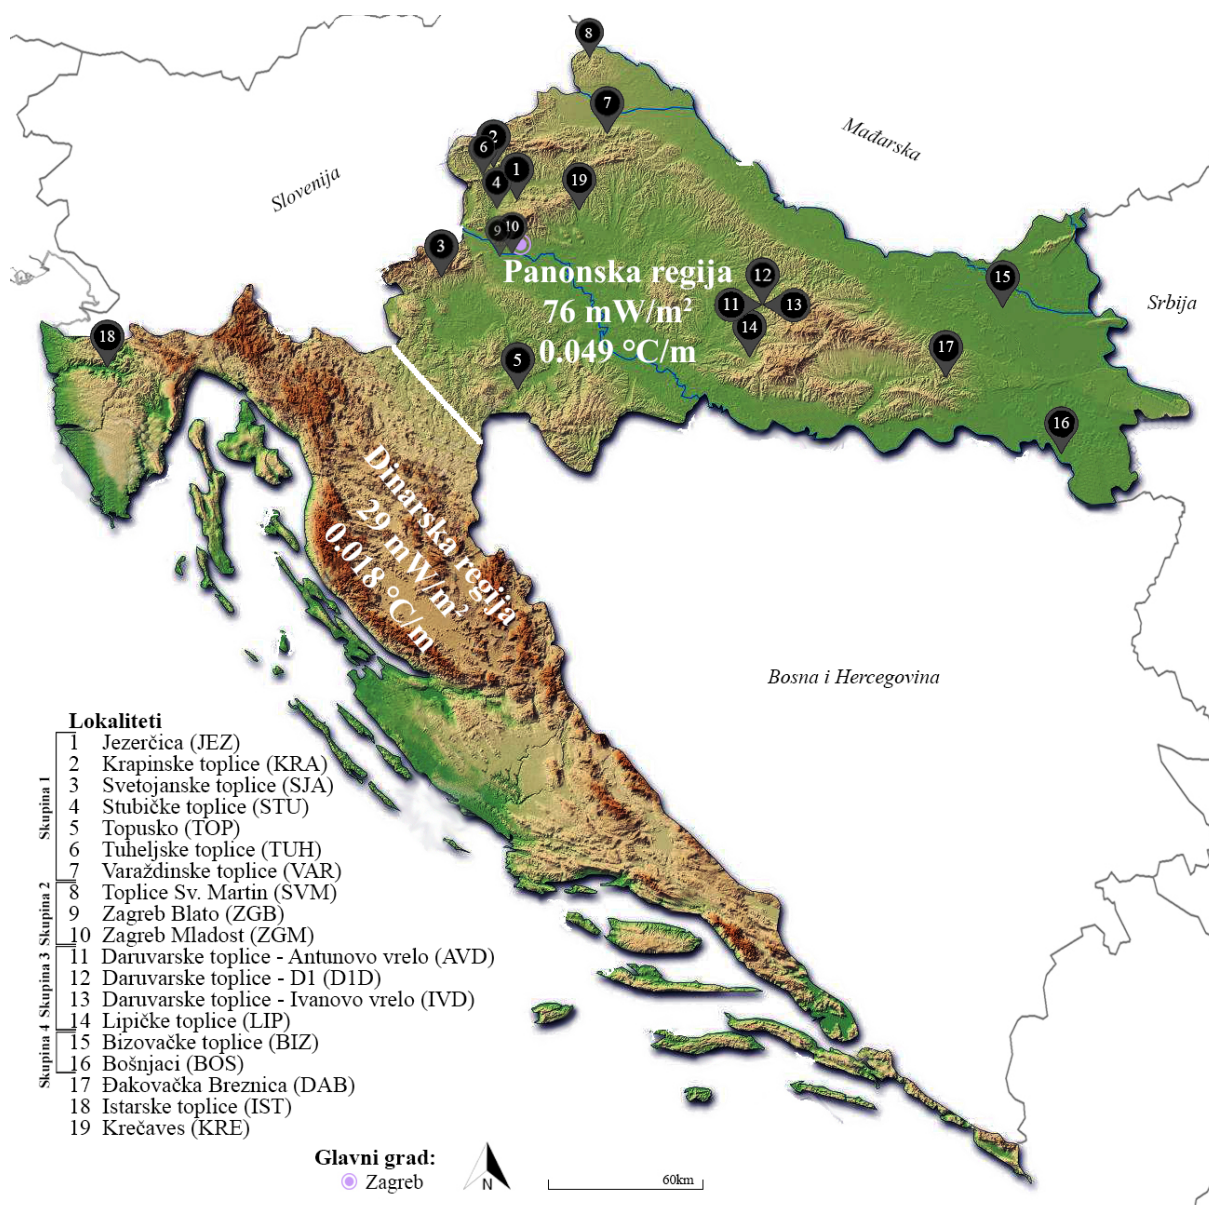 8
7
Mađarska
2
6
1
Slovenija
4
19
9
10
3
Panonska regija
12
15
76 mW/m²
11
13
Srbija
14
0.049 °C/m
18
5
17
16
Dinarska regija
29 mW/m²
0.018 °C/m
Bosna i Hercegovina
Lokaliteti
Skupina 1
1 Jezerčica (JEZ)
2 Krapinske toplice (KRA)
3 Svetojanske toplice (SJA)
4 Stubičke toplice (STU)
5 Topusko (TOP)
6 Tuheljske toplice (TUH)
7 Varaždinske toplice (VAR)
Skupina 2
8 Toplice Sv. Martin (SVM)
9 Zagreb Blato (ZGB)
10 Zagreb Mladost (ZGM)
Skupina 3
11 Daruvarske toplice - Antunovo vrelo (AVD)
12 Daruvarske toplice - D1 (D1D)
13 Daruvarske toplice - Ivanovo vrelo (IVD)
14 Lipičke toplice (LIP)
Skupina 4
15 Bizovačke toplice (BIZ)
16 Bošnjaci (BOS)
17 Đakovačka Breznica (DAB)
18 Istarske toplice (IST)
19 Krečaves (KRE)
Glavni grad:
Zagreb
N
60km